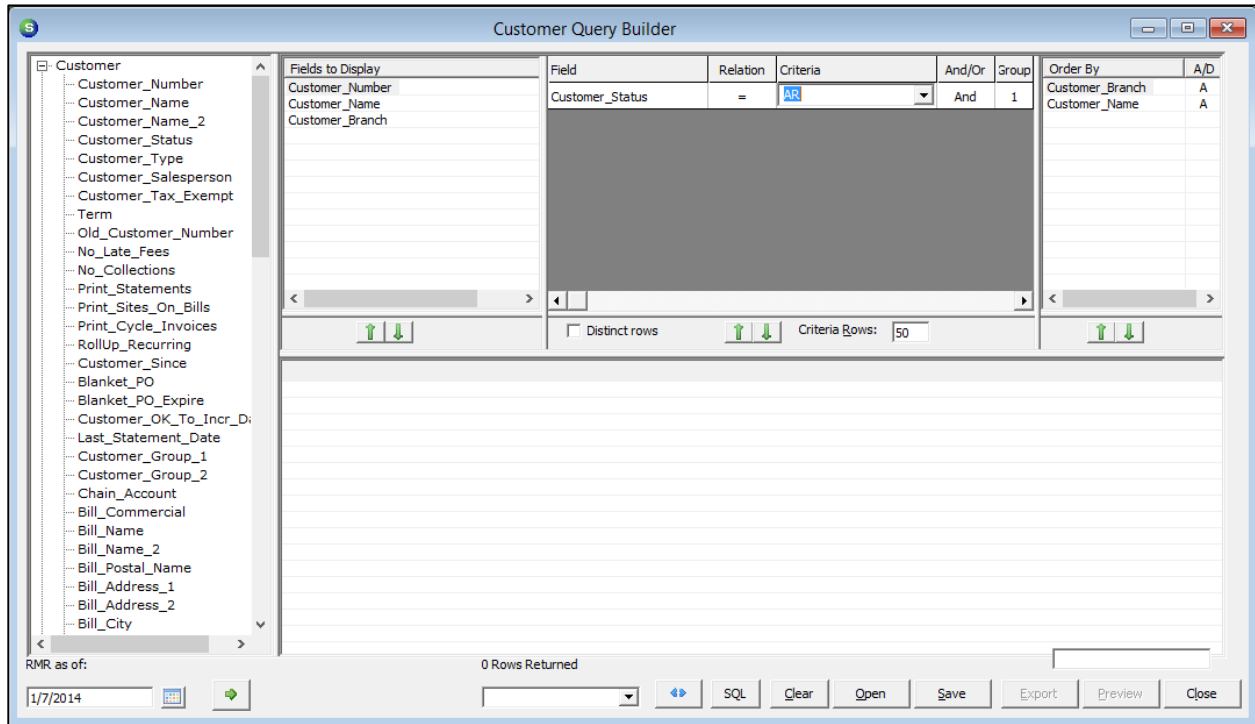 S
Customer Query Builder
Customer
Customer_Number
Customer_Name
Customer_Name_2
Customer_Status
Customer_Type
Customer_Salesperson
Customer_Tax_Exempt
Term
Old_Customer_Number
No_Late_Fees
No_Collections
Print_Statements
Print_Sites_On_Bills
Print_Cycle_Invoices
RollUp_Recurring
Customer_Since
Blanket_PO
Blanket_PO_Expire
Customer_OK_To_Incr_Da
Last_Statement_Date
Customer_Group_1
Customer_Group_2
Chain_Account
Bill_Commercial
Bill_Name
Bill_Name_2
Bill_Postal_Name
Bill_Address_1
Bill_Address_2
Bill_City
Fields to Display
Customer_Number
Customer_Name
Customer_Branch
Field Relation Criteria And/Or Group
Customer_Status = AR And 1
Distinct rows Criteria Rows: 50
Order By A/D
Customer_Branch A
Customer_Name A
RMR as of:
1/7/2014
0 Rows Returned
SQL Clear Open Save Export Preview Close